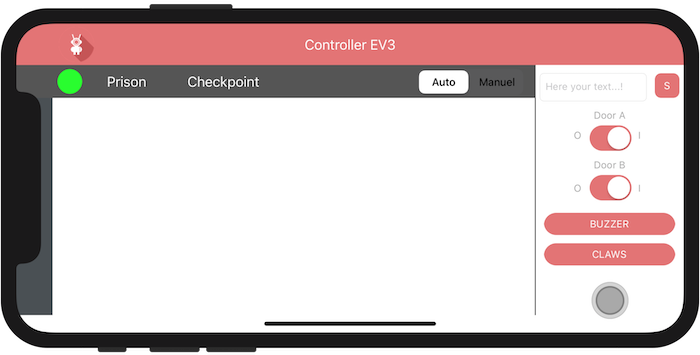 Controller EV3
Prison Checkpoint Auto Manuel
Here your text...! S
Door A
O I
Door B
O I
BUZZER
CLAWS